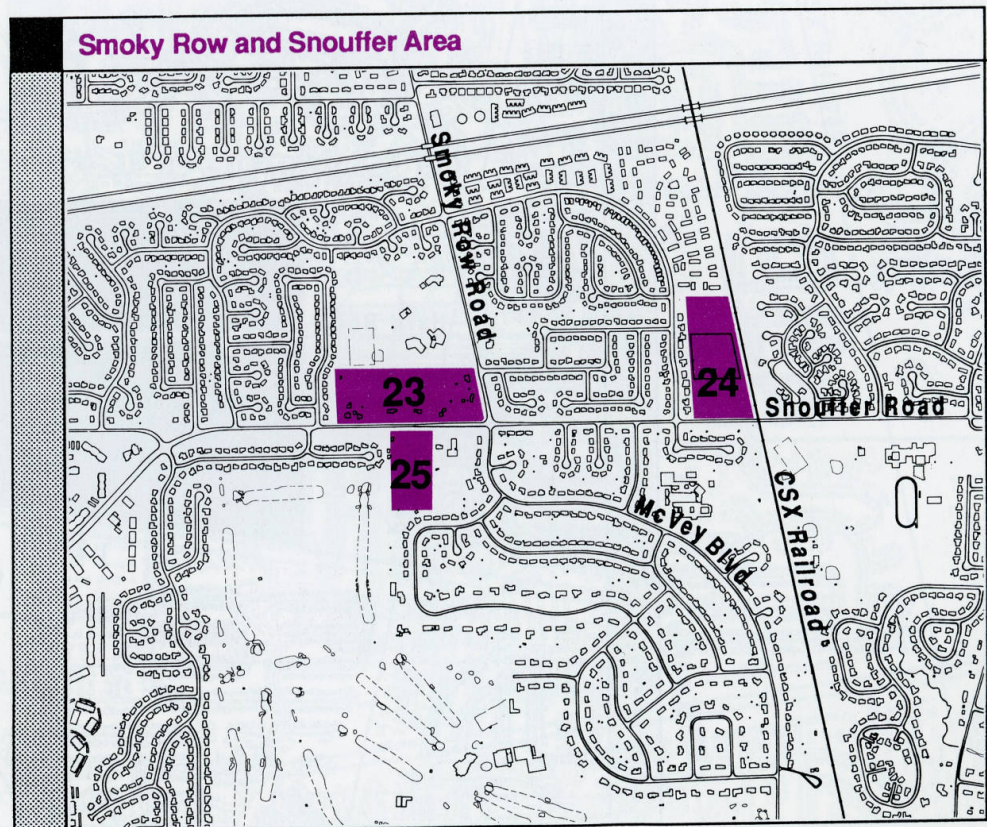 Smoky Row and Snouffer Area
Smoky Row Road
23
24
Snouffer Road
25
McVey Blvd
CSX Railroad